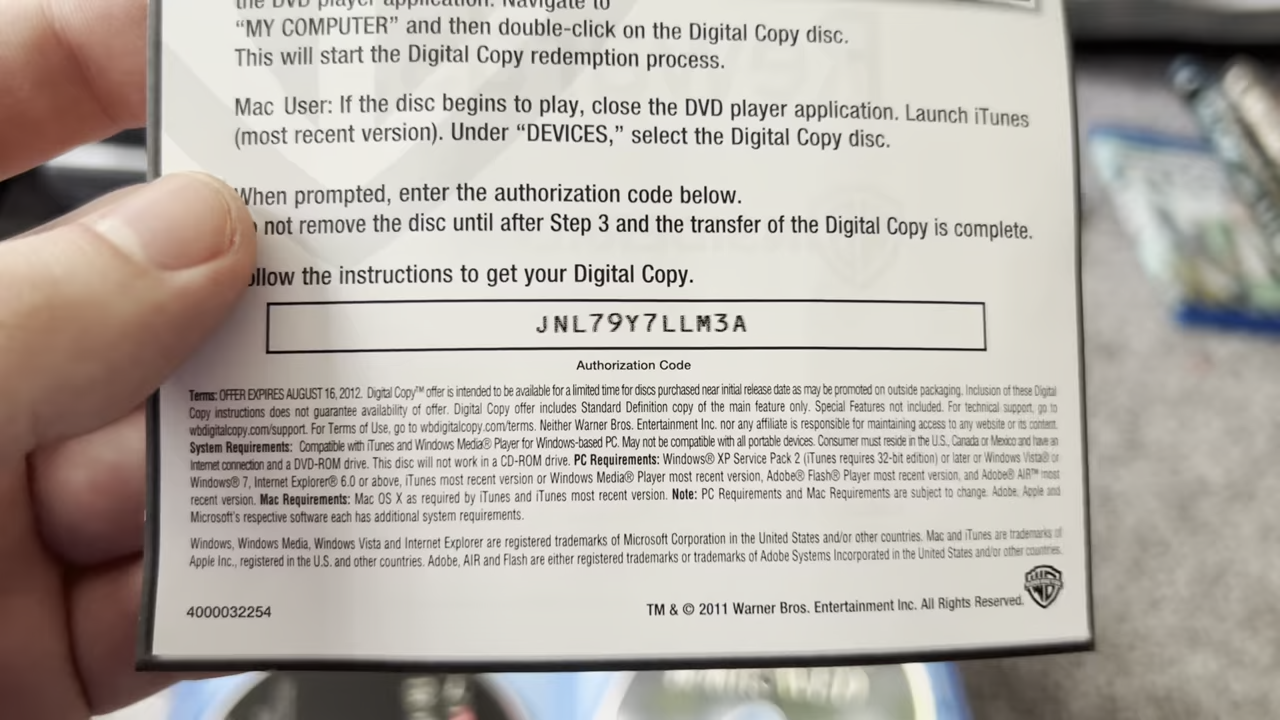 the DVD player application. Navigate to
“MY COMPUTER” and then double-click on the Digital Copy disc.
This will start the Digital Copy redemption process.
Mac User: If the disc begins to play, close the DVD player application. Launch iTunes
(most recent version). Under “DEVICES,” select the Digital Copy disc.
When prompted, enter the authorization code below.
not remove the disc until after Step 3 and the transfer of the Digital Copy is complete.
ollow the instructions to get your Digital Copy.
JNL79Y7LLM3A
Authorization Code
Terms: OFFER EXPIRES AUGUST 16, 2012. Digital Copy™ offer is intended to be available for a limited time for discs purchased near initial release date as may be promoted on outside packaging. Inclusion of these Digital
Copy instructions does not guarantee availability of offer. Digital Copy offer includes Standard Definition copy of the main feature only. Special Features not included. For technical support, go to
wbdigitalcopy.com/support. For Terms of Use, go to wbdigitalcopy.com/terms. Neither Warner Bros. Entertainment Inc. nor any affiliate is responsible for maintaining access to any website or its content.
System Requirements: Compatible with iTunes and Windows Media® Player for Windows-based PC. May not be compatible with all portable devices. Consumer must reside in the U.S., Canada or Mexico and have an
Internet connection and a DVD-ROM drive. This disc will not work in a CD-ROM drive. PC Requirements: Windows® XP Service Pack 2 (iTunes requires 32-bit edition) or later or Windows Vista® or
Windows® 7, Internet Explorer® 6.0 or above, iTunes most recent version or Windows Media® Player most recent version, Adobe® Flash® Player most recent version, and Adobe® AIR™ most
recent version. Mac Requirements: Mac OS X as required by iTunes and iTunes most recent version. Note: PC Requirements and Mac Requirements are subject to change. Adobe, Apple and
Microsoft's respective software each has additional system requirements.
Windows, Windows Media, Windows Vista and Internet Explorer are registered trademarks of Microsoft Corporation in the United States and/or other countries. Mac and iTunes are trademarks of
Apple Inc., registered in the U.S. and other countries. Adobe, AIR and Flash are either registered trademarks or trademarks of Adobe Systems Incorporated in the United States and/or other countries.
4000032254
TM & © 2011 Warner Bros. Entertainment Inc. All Rights Reserved.